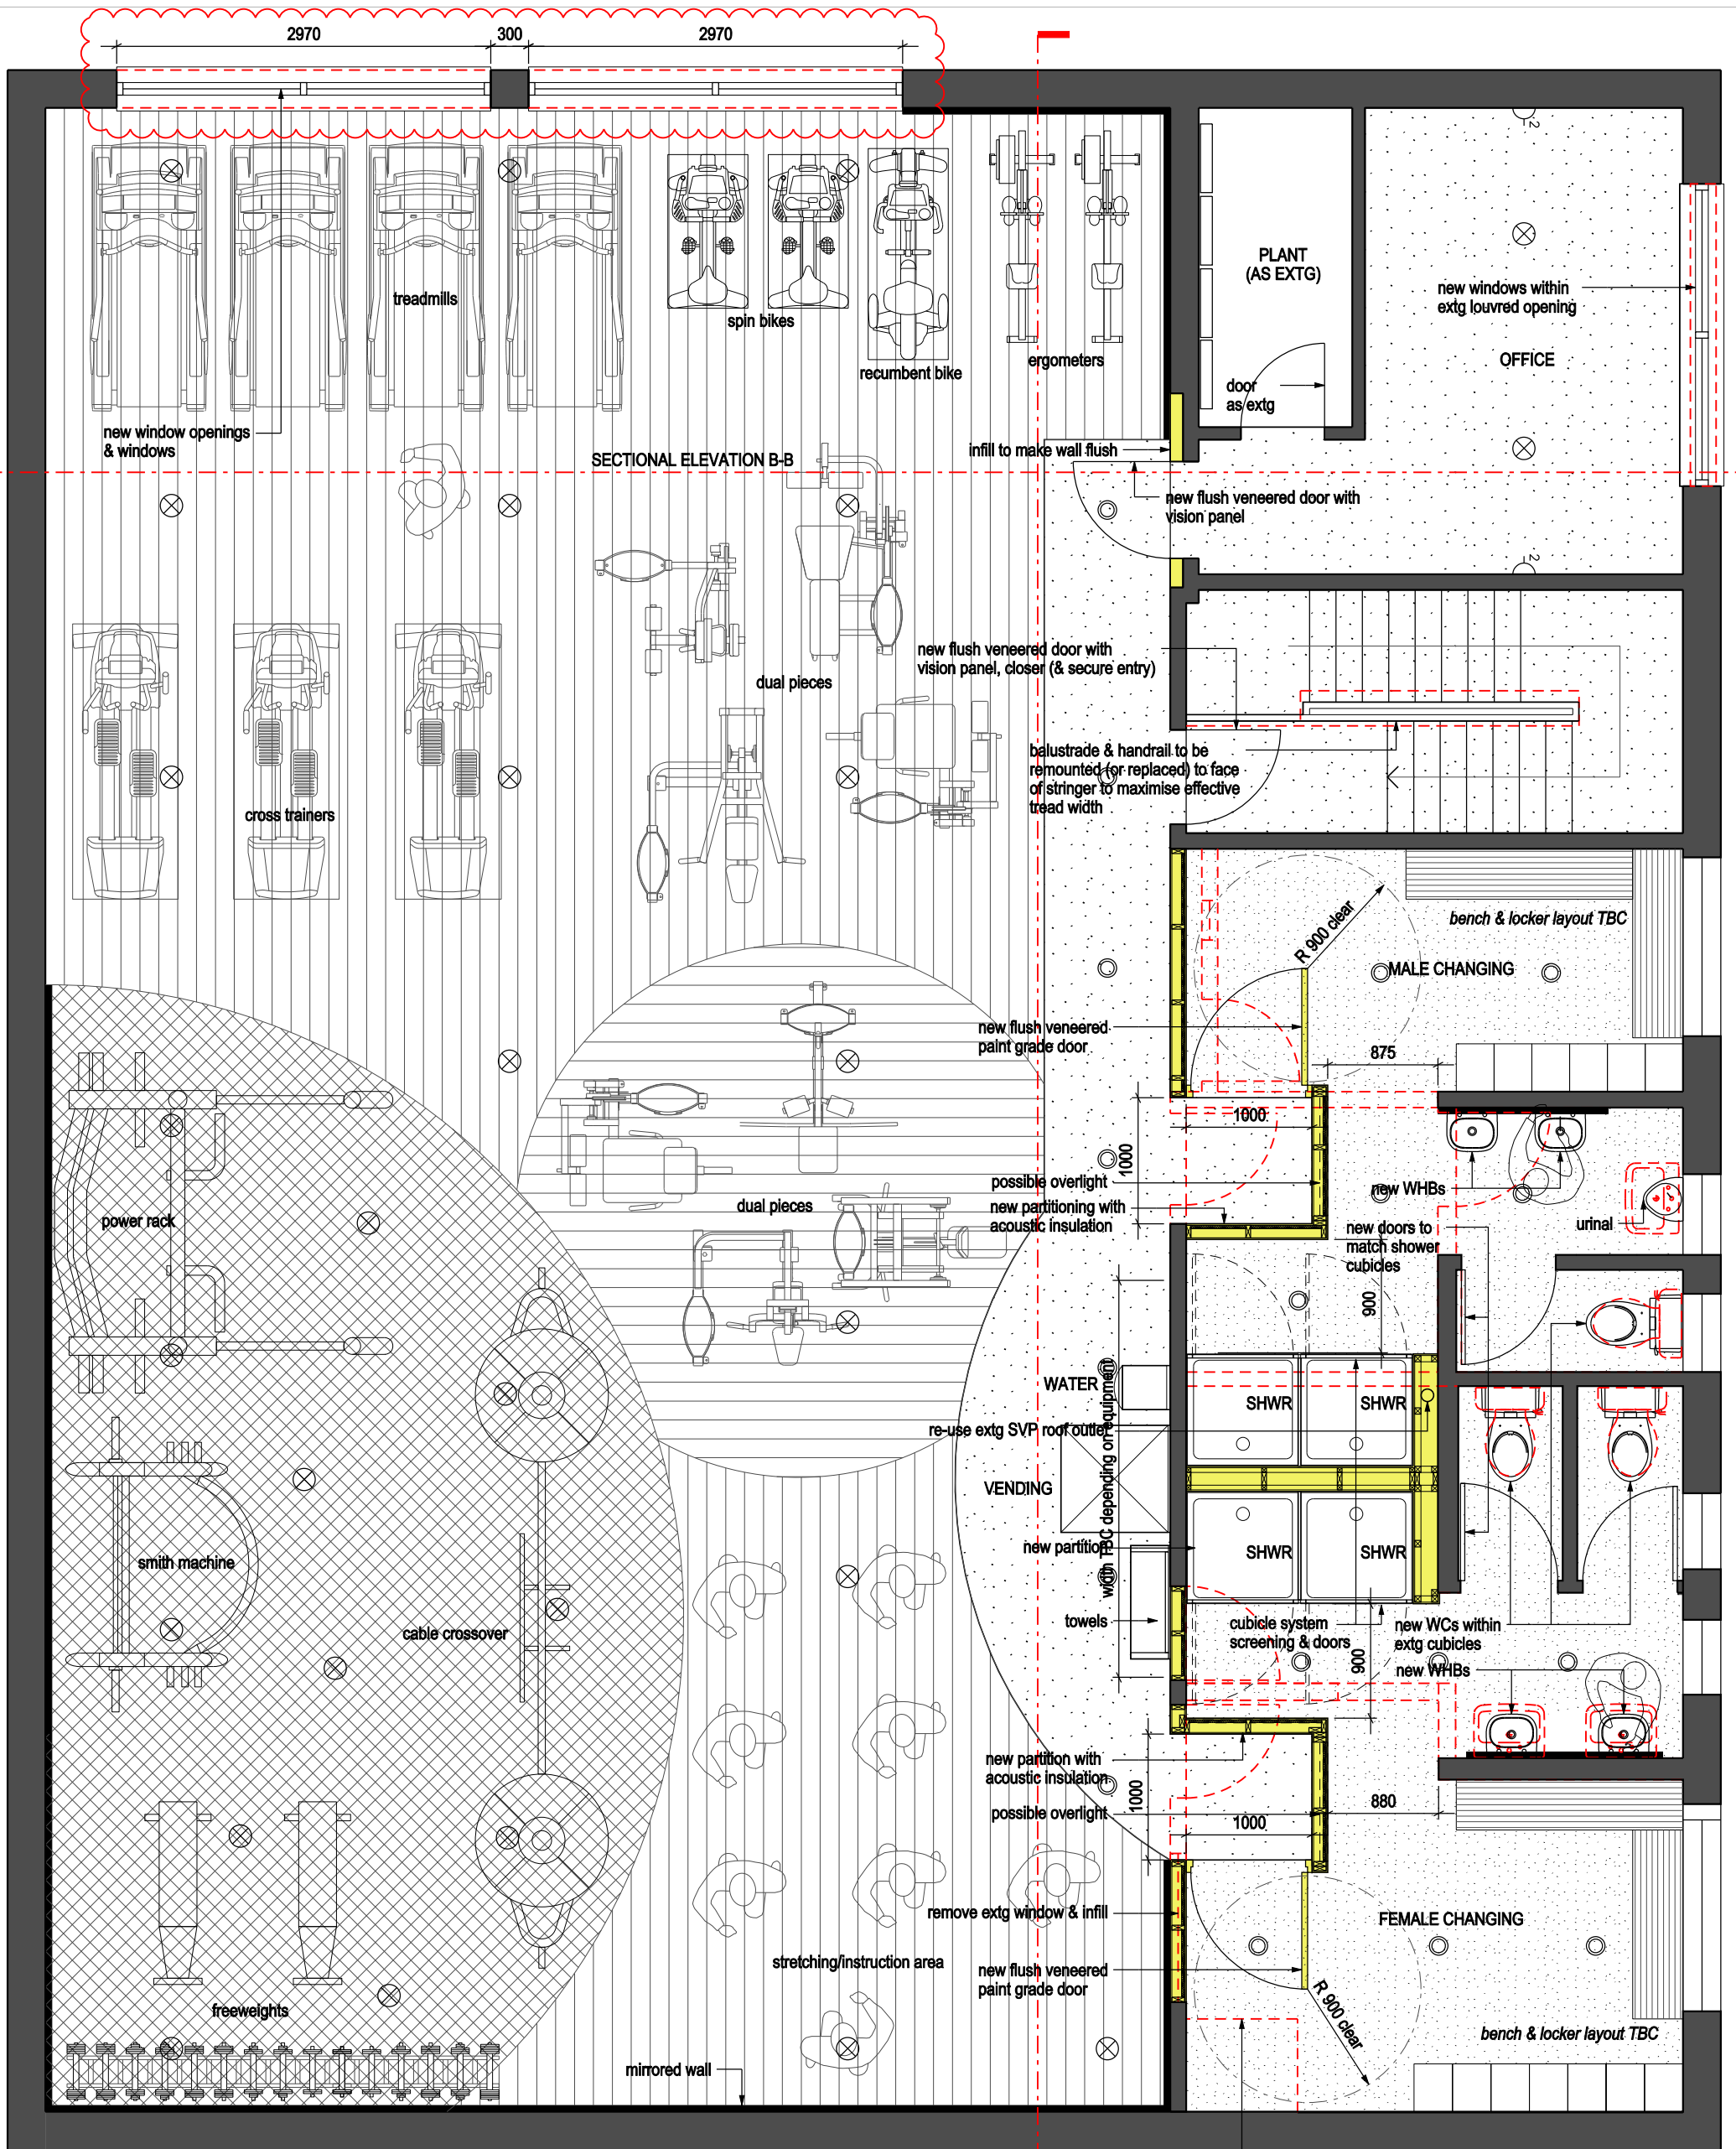 2970
300
2970
treadmills
spin bikes
recumbent bike
ergometers
PLANT
(AS EXTG)
new windows within
extg louvred opening
OFFICE
door
as extg
2
new window openings
& windows
SECTIONAL ELEVATION B-B
infill to make wall flush
new flush veneered door with
vision panel
2
new flush veneered door with
vision panel, closer (& secure entry)
dual pieces
balustrade & handrail to be
remounted (or replaced) to face
of stringer to maximise effective
tread width
cross trainers
bench & locker layout TBC
R 900 clear
MALE CHANGING
new flush veneered
paint grade door
875
1000
1000
possible overlight
new partitioning with
acoustic insulation
new WHBs
urinal
new doors to
match shower
cubicles
900
power rack
dual pieces
WATER
SHWR
SHWR
re-use extg SVP roof outlet
width TBC depending on equipment
VENDING
new partition
SHWR
SHWR
smith machine
cable crossover
towels
cubicle system
screening & doors
new WCs within
extg cubicles
900
new WHBs
new partition with
acoustic insulation
possible overlight
1000
1000
880
remove extg window & infill
FEMALE CHANGING
stretching/instruction area
new flush veneered
paint grade door
R 900 clear
freeweights
bench & locker layout TBC
mirrored wall